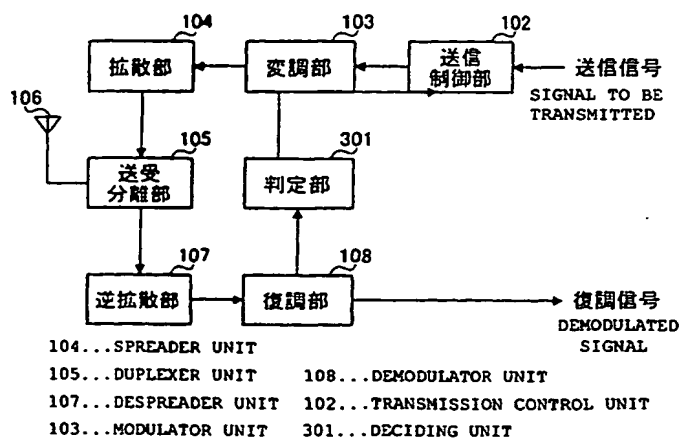 104
103
102
拡散部
変調部
送信
制御部
送信信号
SIGNAL TO BE
TRANSMITTED
106
105
301
送受
分離部
判定部
107
108
逆拡散部
復調部
復調信号
DEMODULATED
SIGNAL
104...SPREADER UNIT
105...DUPLEXER UNIT
108...DEMODULATOR UNIT
107...DESPREADER UNIT
102...TRANSMISSION CONTROL UNIT
103...MODULATOR UNIT
301...DECIDING UNIT